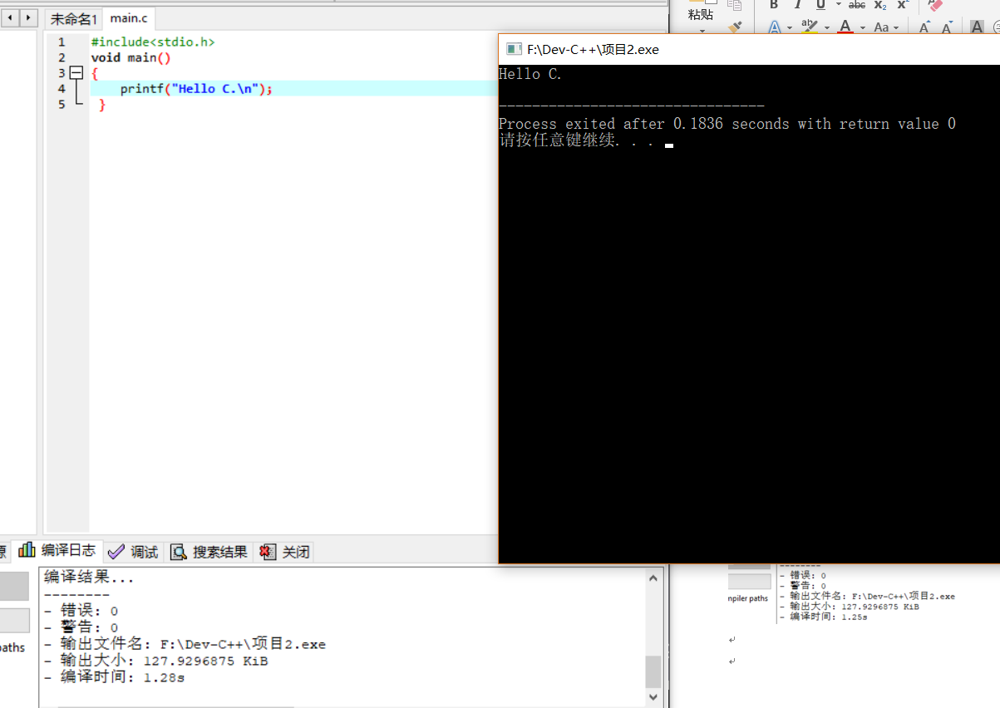 未命名1 main.c
1 #include<stdio.h>
2 void main()
3 {
4 printf("Hello C.\n");
5 }
粘贴
B I U abc X₂ X²
A aby A Aa A A A
F:\Dev-C++\项目2.exe
Hello C.
--------------------------------
Process exited after 0.1836 seconds with return value 0
请按任意键继续. . .
源 编译日志 调试 搜索结果 关闭
编译结果...
--------
- 错误: 0
- 警告: 0
- 输出文件名: F:\Dev-C++\项目2.exe
- 输出大小: 127.9296875 KiB
- 编译时间: 1.28s
paths
--------
- 错误: 0
- 警告: 0
- 输出文件名: F:\Dev-C++\项目2.exe
- 输出大小: 127.9296875 KiB
- 编译时间: 1.25s
mpiler paths